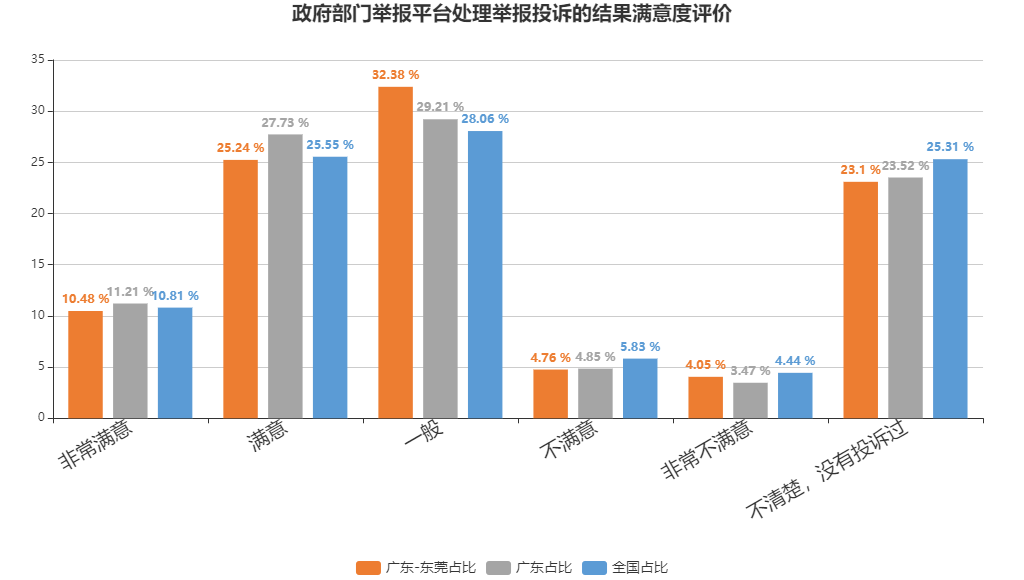 政府部门举报平台处理举报投诉的结果满意度评价
35
30
25
20
15
10
5
0
10.48 %
11.21 %
10.81 %
25.24 %
27.73 %
25.55 %
32.38 %
29.21 %
28.06 %
4.76 %
4.85 %
5.83 %
4.05 %
3.47 %
4.44 %
23.1 %
23.52 %
25.31 %
非常满意
满意
一般
不满意
非常不满意
不清楚，没有投诉过
广东-东莞占比
广东占比
全国占比